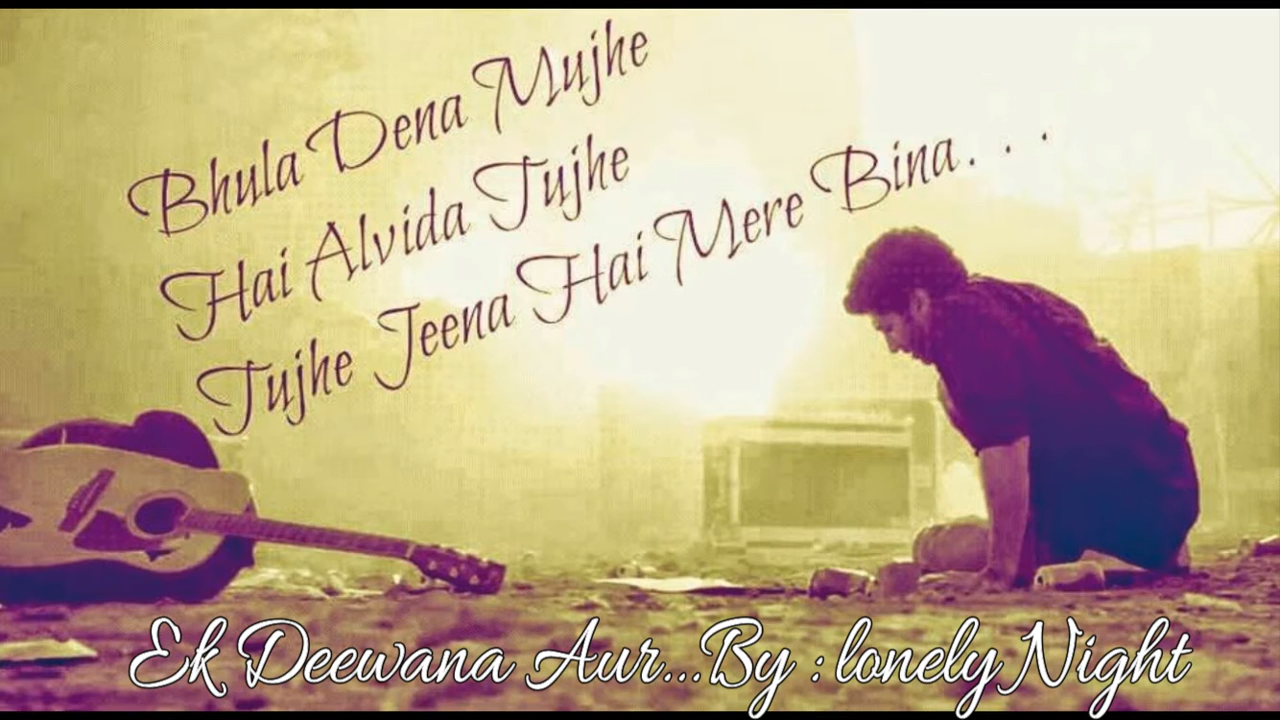 Bhula Dena Mujhe
Hai Alvida Tujhe
Tujhe Jeena Hai Mere Bina. . .
Ek Deewana Aur...By : lonely Night